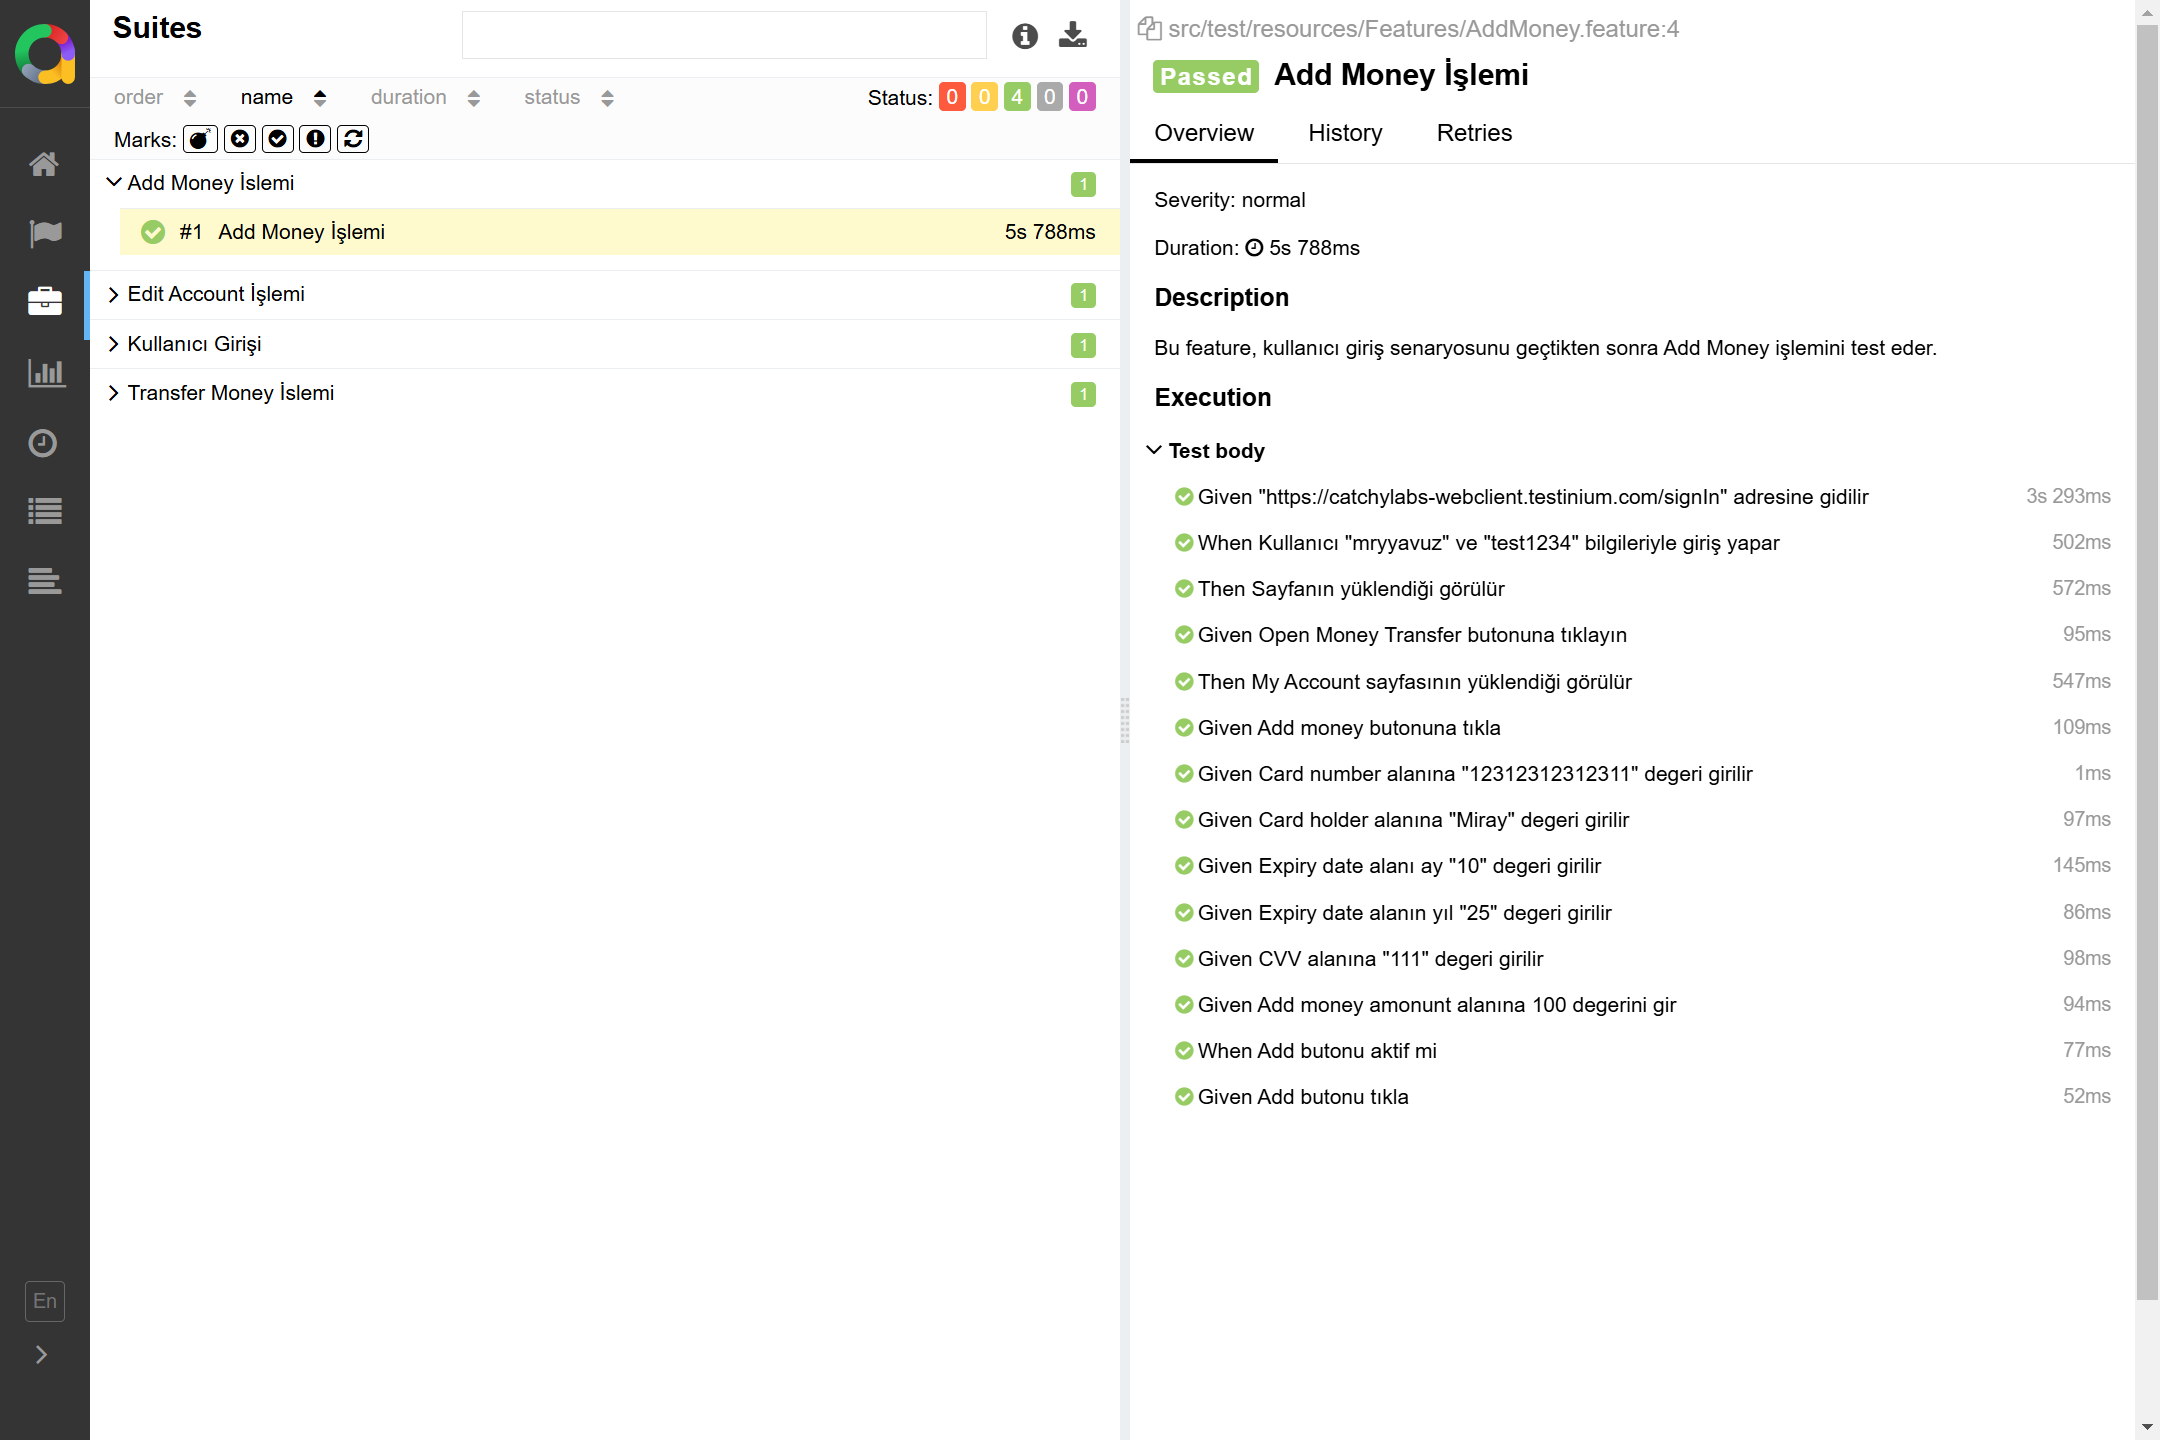 Suites
order name duration status Status: 0 0 4 0 0
Marks:
Add Money İslemi 1
#1 Add Money İşlemi 5s 788ms
Edit Account İşlemi 1
Kullanıcı Girişi 1
Transfer Money İslemi 1
En
src/test/resources/Features/AddMoney.feature:4
Passed Add Money İşlemi
Overview History Retries
Severity: normal
Duration: 5s 788ms
Description
Bu feature, kullanıcı giriş senaryosunu geçtikten sonra Add Money işlemini test eder.
Execution
Test body
Given "https://catchylabs-webclient.testinium.com/signIn" adresine gidilir 3s 293ms
When Kullanıcı "mryyavuz" ve "test1234" bilgileriyle giriş yapar 502ms
Then Sayfanın yüklendiği görülür 572ms
Given Open Money Transfer butonuna tıklayın 95ms
Then My Account sayfasının yüklendiği görülür 547ms
Given Add money butonuna tıkla 109ms
Given Card number alanına "12312312312311" degeri girilir 1ms
Given Card holder alanına "Miray" degeri girilir 97ms
Given Expiry date alanı ay "10" degeri girilir 145ms
Given Expiry date alanın yıl "25" degeri girilir 86ms
Given CVV alanına "111" degeri girilir 98ms
Given Add money amonunt alanına 100 degerini gir 94ms
When Add butonu aktif mi 77ms
Given Add butonu tıkla 52ms